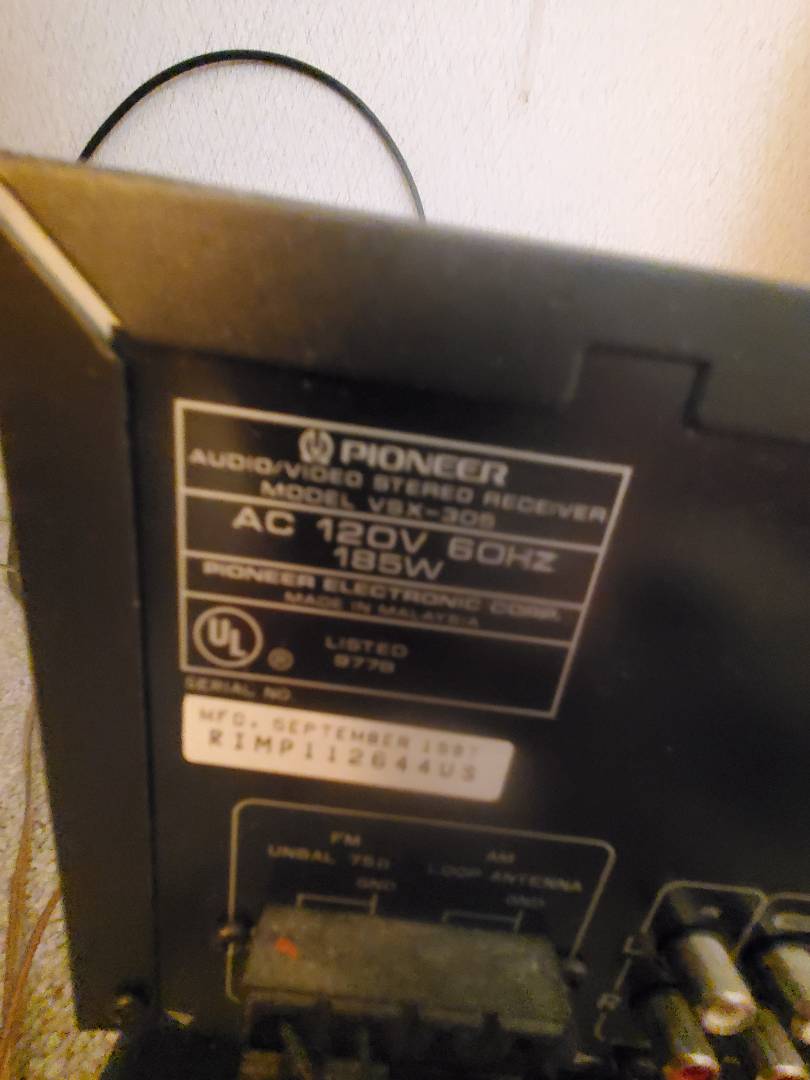 PIONEER
AUDIO/VIDEO STEREO RECEIVER
MODEL VSX-305
AC 120V 60HZ
185W
PIONEER ELECTRONIC CORP.
MADE IN MALAYSIA
UL ® LISTED
977B
SERIAL NO.
MFD. SEPTEMBER 1997
RIMP112644US
FM
UNBAL 75Ω
GND
AM
LOOP ANTENNA
GND